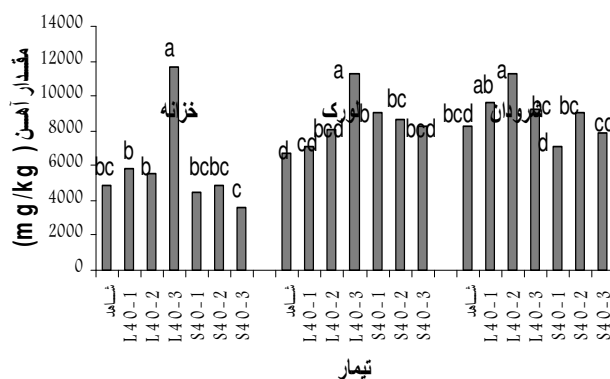 مقدار آهن (mg/kg)
14000
12000
10000
8000
6000
4000
2000
0
خزانه
لورک
bc b b a bc bc c
d cd bcd a b bc bcd
bcd ab a bc d bc
شاهد L40-1 L40-2 L40-3 S40-1 S40-2 S40-3
شاهد L40-1 L40-2 L40-3 S40-1 S40-2 S40-3
شاهد L40-1 L40-2 L40-3 S40-1 S40-2 S40-3
تیمار